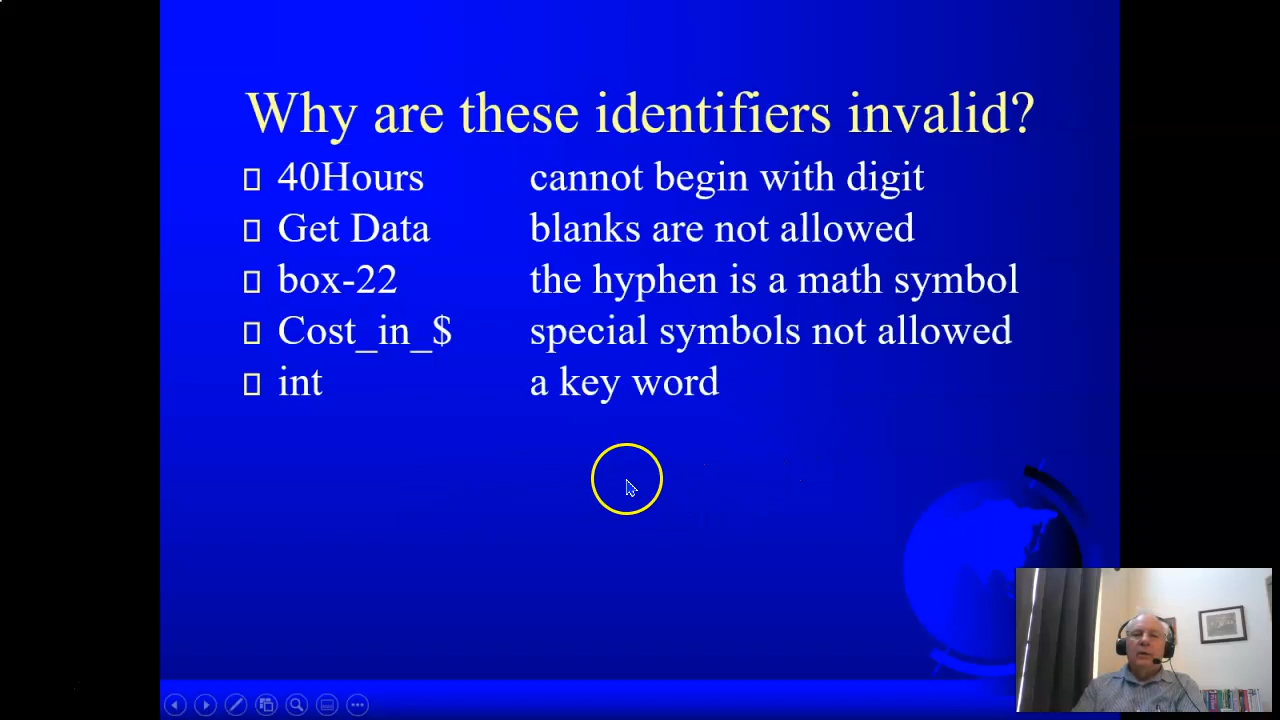 Why are these identifiers invalid?
40Hours cannot begin with digit
Get Data blanks are not allowed
box-22 the hyphen is a math symbol
Cost_in_$ special symbols not allowed
int a key word